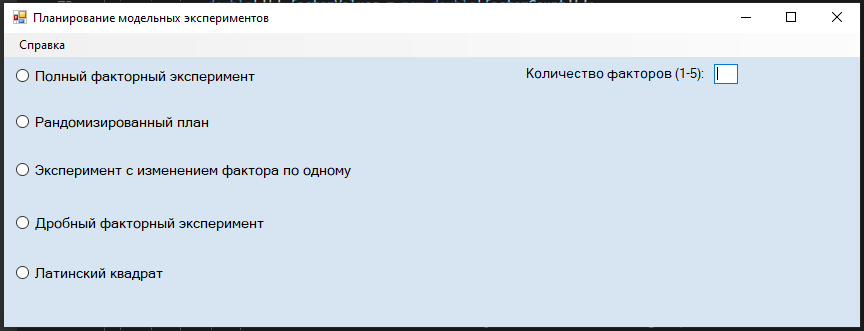 Планирование модельных экспериментов
Справка
Полный факторный эксперимент
Количество факторов (1-5):
Рандомизированный план
Эксперимент с изменением фактора по одному
Дробный факторный эксперимент
Латинский квадрат